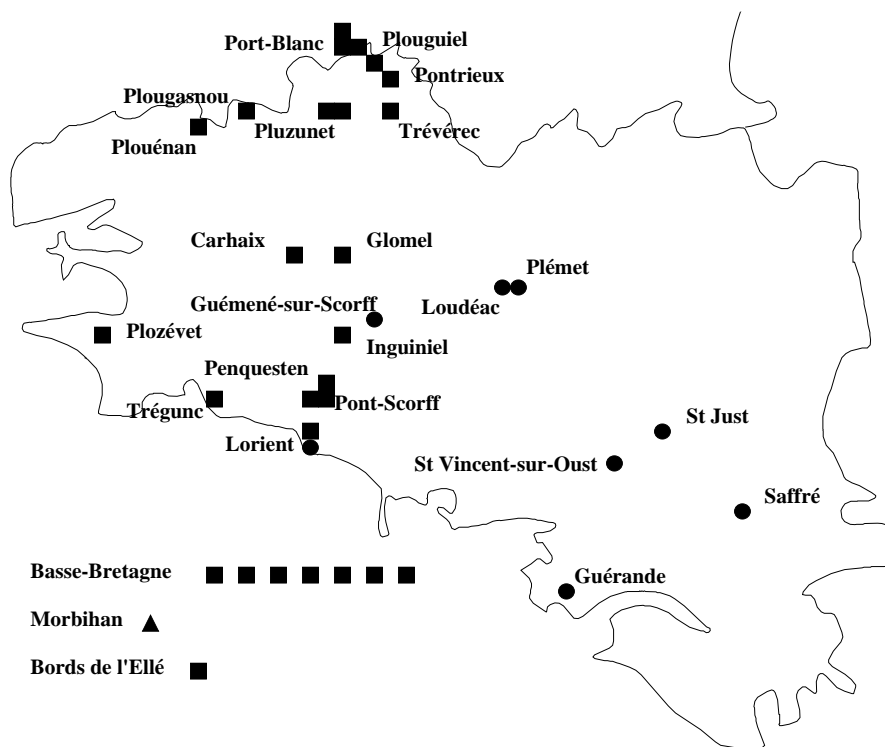 Port-Blanc
Plouguiel
Pontrieux
Plougasnou
Plouénan
Pluzunet
Trévérec
Carhaix
Glomel
Plémet
Guémené-sur-Scorff
Loudéac
Plozévet
Inguiniel
Penquesten
Trégunc
Pont-Scorff
St Just
Lorient
St Vincent-sur-Oust
Saffré
Basse-Bretagne
Guérande
Morbihan
Bords de l'Ellé